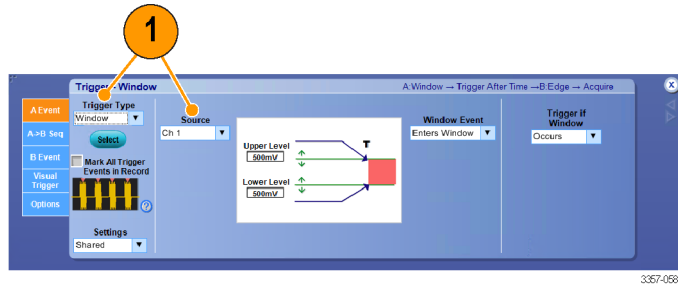 1
Trigger - Window
A:Window → Trigger After Time →B:Edge → Acquire
X
A Event
A->B Seq
B Event
Visual
Trigger
Options
Trigger Type
Window
Select
Mark All Trigger
Events in Record
?
Settings
Shared
Source
Ch 1
Upper Level
500mV
Lower Level
500mV
T
Window Event
Enters Window
Trigger if
Window
Occurs
3357-058